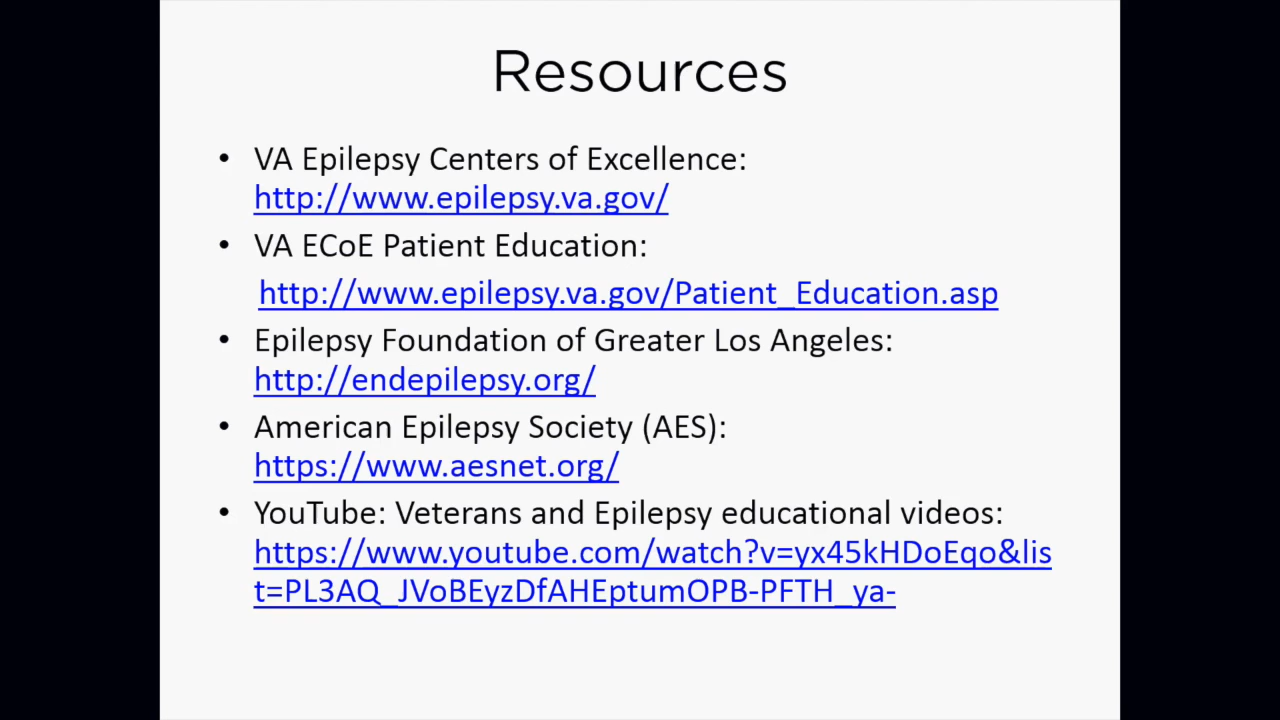 Resources
• VA Epilepsy Centers of Excellence:
http://www.epilepsy.va.gov/
• VA ECoE Patient Education:
http://www.epilepsy.va.gov/Patient_Education.asp
• Epilepsy Foundation of Greater Los Angeles:
http://endepilepsy.org/
• American Epilepsy Society (AES):
https://www.aesnet.org/
• YouTube: Veterans and Epilepsy educational videos:
https://www.youtube.com/watch?v=yx45kHDoEqo&lis
t=PL3AQ_JVoBEyzDfAHEptumOPB-PFTH_ya-